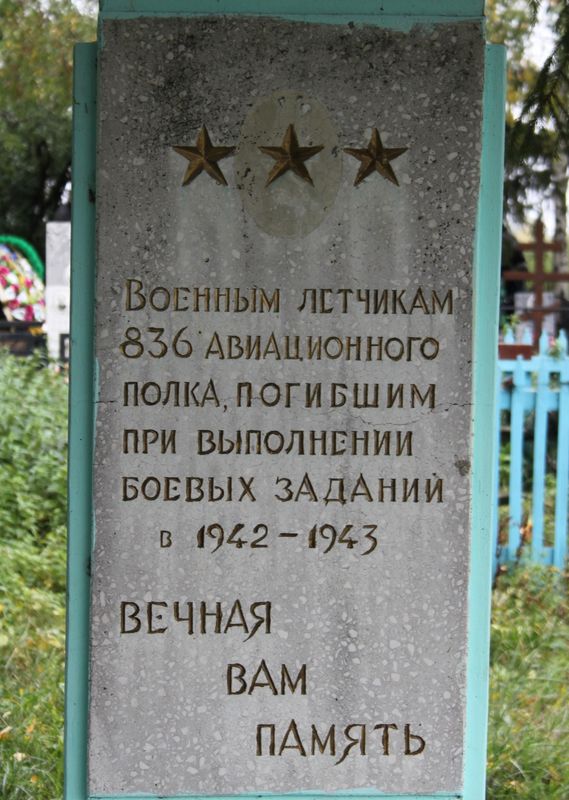 Военным летчикам
836 авиационного
полка, погибшим
при выполнении
боевых заданий
в 1942-1943
вечная
вам
память